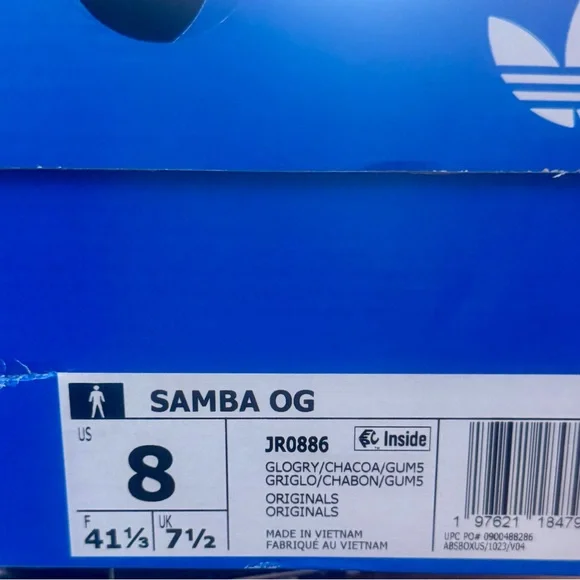 SAMBA OG
US
8
F
41⅓
UK
7½
JR0886
Inside
GLOGRY/CHACOA/GUM5
GRIGLO/CHABON/GUM5
ORIGINALS
ORIGINALS
MADE IN VIETNAM
FABRIQUÉ AU VIETNAM
1 97621 18479
UPC PO# 0900488286
ABSBOXUS/1023/V04